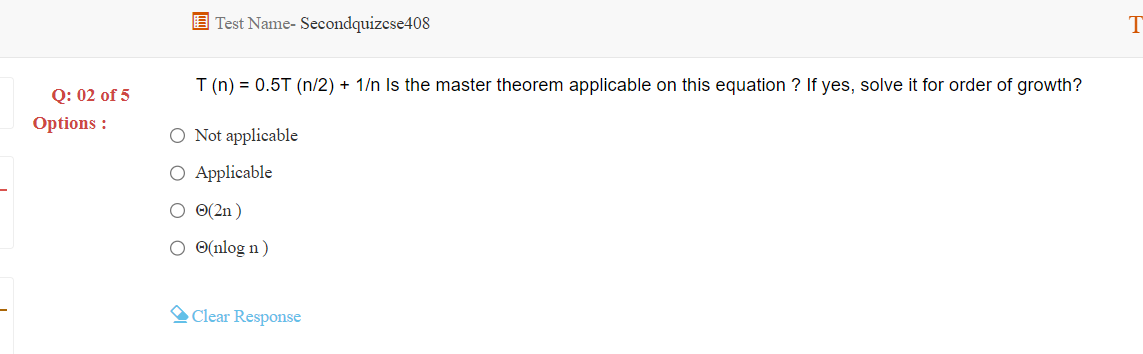 Test Name- Secondquizcse408
T
Q: 02 of 5
T (n) = 0.5T (n/2) + 1/n Is the master theorem applicable on this equation ? If yes, solve it for order of growth?
Options :
Not applicable
Applicable
Θ(2n )
Θ(nlog n )
Clear Response